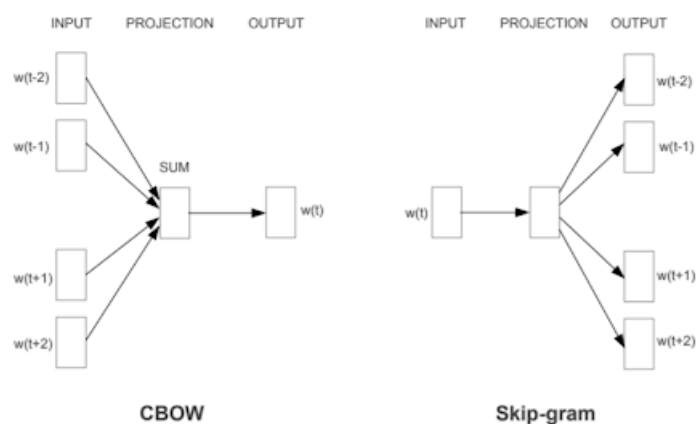 INPUT PROJECTION OUTPUT
w(t-2)
w(t-1)
SUM
w(t)
w(t+1)
w(t+2)
CBOW
INPUT PROJECTION OUTPUT
w(t-2)
w(t-1)
w(t)
w(t+1)
w(t+2)
Skip-gram